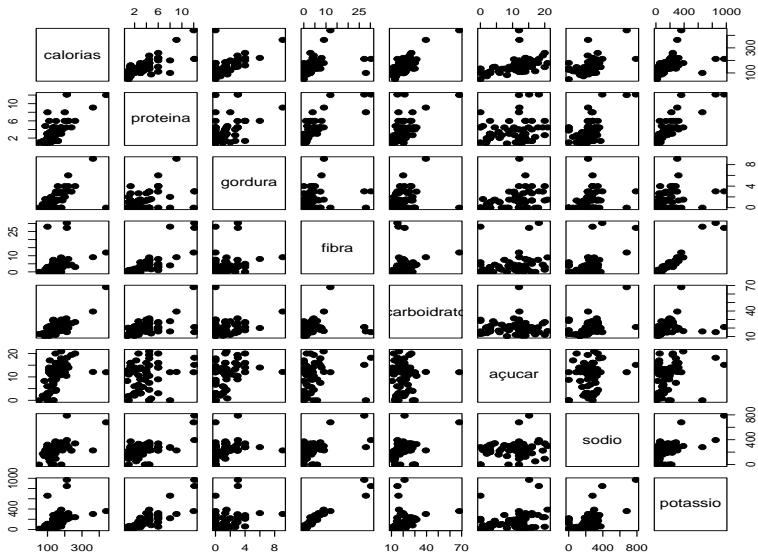 2 6 10
0 10 25
0 10 20
0 400 1000
calorias
100 300
2 6 10
proteina
gordura
0 4 8
0 10 25
fibra
carboidrato
10 40 70
0 10 20
açucar
sodio
0 400 800
0 400 1000
potassio
100 300
0 4 8
10 40 70
0 400 800